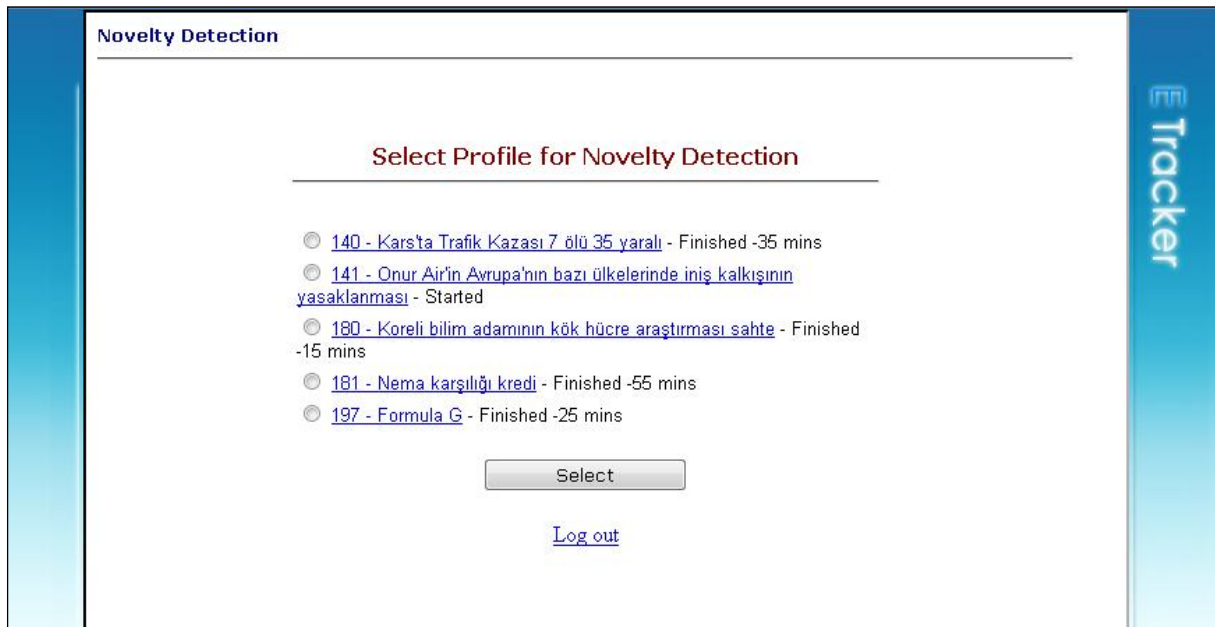 Novelty Detection
Select Profile for Novelty Detection
140 - Kars'ta Trafik Kazası 7 ölü 35 yaralı - Finished -35 mins
141 - Onur Air'in Avrupa'nın bazı ülkelerinde iniş kalkışının
yasaklanması - Started
180 - Koreli bilim adamının kök hücre araştırması sahte - Finished
-15 mins
181 - Nema karşılığı kredi - Finished -55 mins
197 - Formula G - Finished -25 mins
Select
Log out
E Tracker